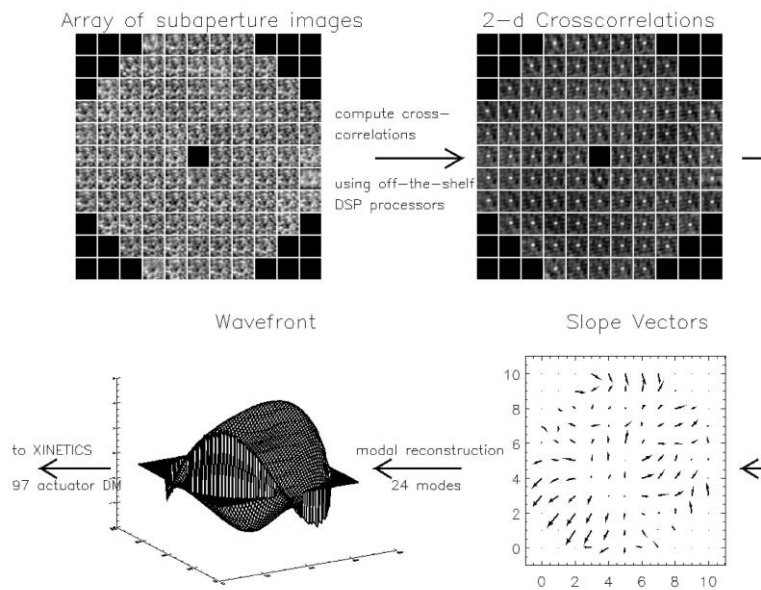 Array of subaperture images
2-d Crosscorrelations
compute cross-
correlations
using off-the-shelf
DSP processors
Wavefront
Slope Vectors
to XINETICS
97 actuator DM
modal reconstruction
24 modes
10
8
6
4
2
0
0 2 4 6 8 10